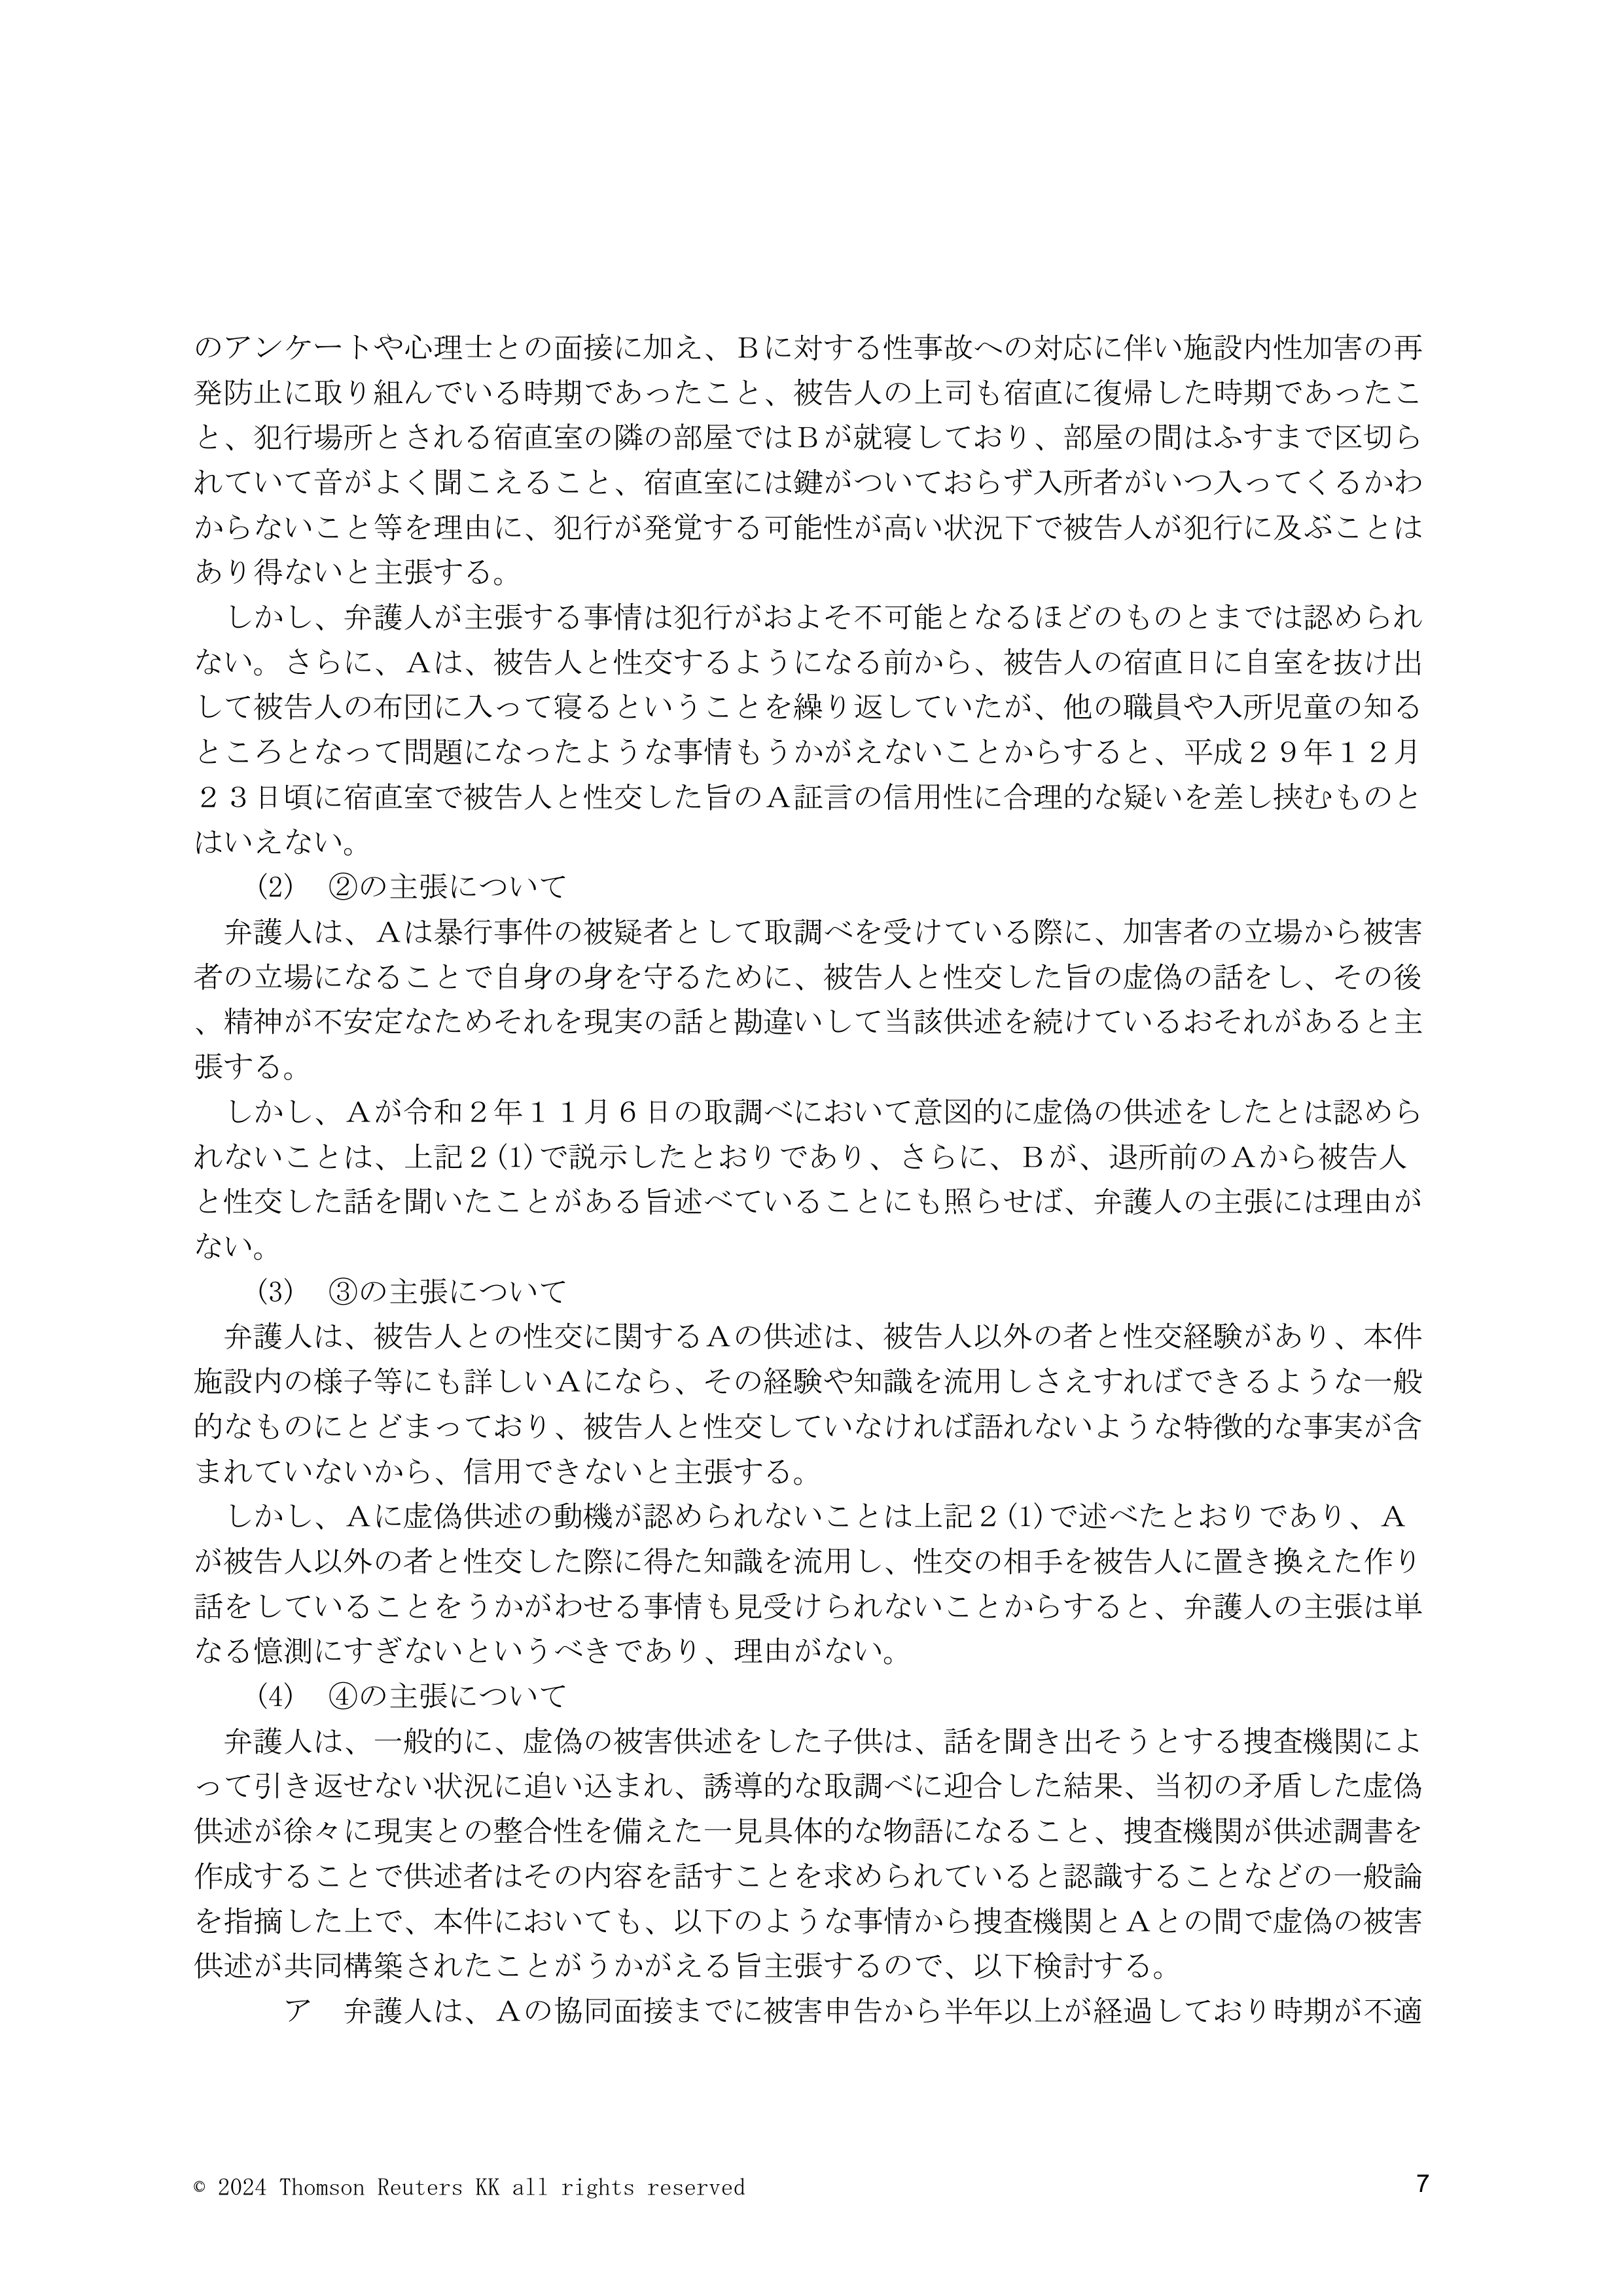 のアンケートや心理士との面接に加え、Ｂに対する性事故への対応に伴い施設内性加害の再
発防止に取り組んでいる時期であったこと、被告人の上司も宿直に復帰した時期であったこ
と、犯行場所とされる宿直室の隣の部屋ではＢが就寝しており、部屋の間はふすまで区切ら
れていて音がよく聞こえること、宿直室には鍵がついておらず入所者がいつ入ってくるかわ
からないこと等を理由に、犯行が発覚する可能性が高い状況下で被告人が犯行に及ぶことは
あり得ないと主張する。
　しかし、弁護人が主張する事情は犯行がおよそ不可能となるほどのものとまでは認められ
ない。さらに、Ａは、被告人と性交するようになる前から、被告人の宿直日に自室を抜け出
して被告人の布団に入って寝るということを繰り返していたが、他の職員や入所児童の知る
ところとなって問題になったような事情もうかがえないことからすると、平成２９年１２月
２３日頃に宿直室で被告人と性交した旨のＡ証言の信用性に合理的な疑いを差し挟むものと
はいえない。
　　(2)　②の主張について
　弁護人は、Ａは暴行事件の被疑者として取調べを受けている際に、加害者の立場から被害
者の立場になることで自身の身を守るために、被告人と性交した旨の虚偽の話をし、その後
、精神が不安定なためそれを現実の話と勘違いして当該供述を続けているおそれがあると主
張する。
　しかし、Ａが令和２年１１月６日の取調べにおいて意図的に虚偽の供述をしたとは認めら
れないことは、上記２(1)で説示したとおりであり、さらに、Ｂが、退所前のＡから被告人
と性交した話を聞いたことがある旨述べていることにも照らせば、弁護人の主張には理由が
ない。
　　(3)　③の主張について
　弁護人は、被告人との性交に関するＡの供述は、被告人以外の者と性交経験があり、本件
施設内の様子等にも詳しいＡになら、その経験や知識を流用しさえすればできるような一般
的なものにとどまっており、被告人と性交していなければ語れないような特徴的な事実が含
まれていないから、信用できないと主張する。
　しかし、Ａに虚偽供述の動機が認められないことは上記２(1)で述べたとおりであり、Ａ
が被告人以外の者と性交した際に得た知識を流用し、性交の相手を被告人に置き換えた作り
話をしていることをうかがわせる事情も見受けられないことからすると、弁護人の主張は単
なる憶測にすぎないというべきであり、理由がない。
　　(4)　④の主張について
　弁護人は、一般的に、虚偽の被害供述をした子供は、話を聞き出そうとする捜査機関によ
って引き返せない状況に追い込まれ、誘導的な取調べに迎合した結果、当初の矛盾した虚偽
供述が徐々に現実との整合性を備えた一見具体的な物語になること、捜査機関が供述調書を
作成することで供述者はその内容を話すことを求められていると認識することなどの一般論
を指摘した上で、本件においても、以下のような事情から捜査機関とＡとの間で虚偽の被害
供述が共同構築されたことがうかがえる旨主張するので、以下検討する。
　　　ア　弁護人は、Ａの協同面接までに被害申告から半年以上が経過しており時期が不適
© 2024 Thomson Reuters KK all rights reserved
7